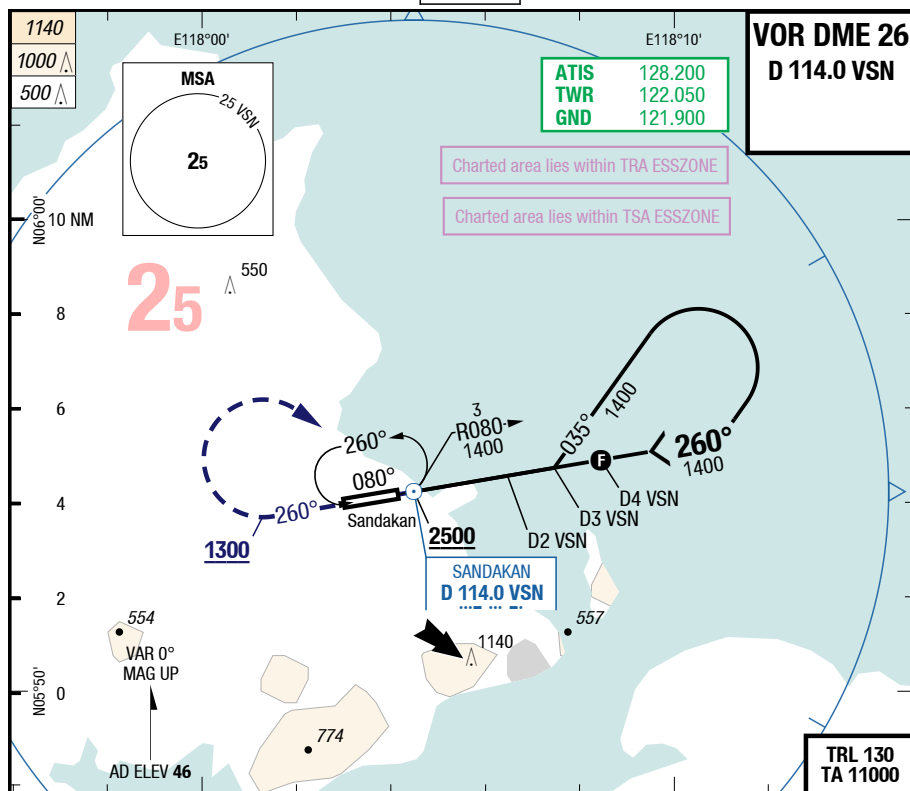 1140
1000
500
E118°00'
E118°10'
VOR DME 26
D 114.0 VSN
MSA
25 VSN
25
ATIS 128.200
TWR 122.050
GND 121.900
Charted area lies within TRA ESSZONE
Charted area lies within TSA ESSZONE
N06°00'
10 NM
25
550
8
6
3
R080
1400
035°
1400
260°
1400
260°
080°
F
4
260°
Sandakan
D4 VSN
D3 VSN
D2 VSN
1300
2500
SANDAKAN
D 114.0 VSN
2
554
557
1140
VAR 0°
MAG UP
N05°50'
0
774
AD ELEV 46
TRL 130
TA 11000